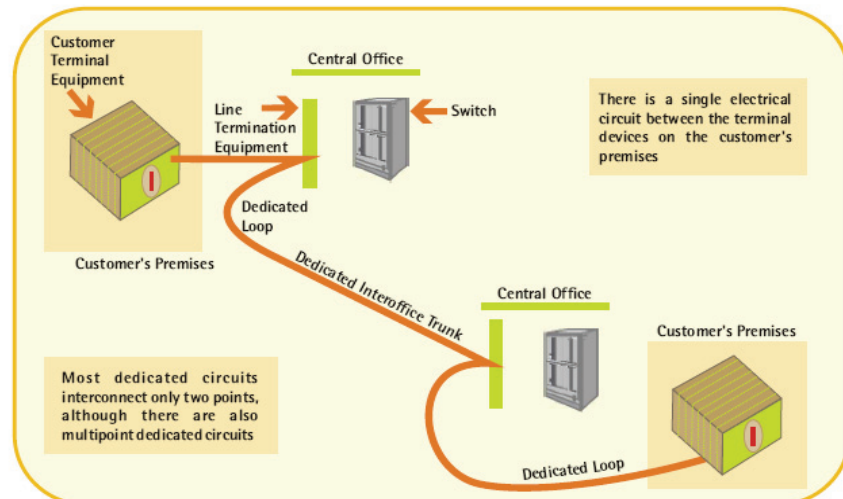 Customer
Terminal
Equipment
Central Office
Line
Termination
Equipment
Switch
There is a single electrical
circuit between the terminal
devices on the customer's
premises
Dedicated
Loop
Customer's Premises
Dedicated Interoffice Trunk
Central Office
Customer's Premises
Most dedicated circuits
interconnect only two points,
although there are also
multipoint dedicated circuits
Dedicated Loop